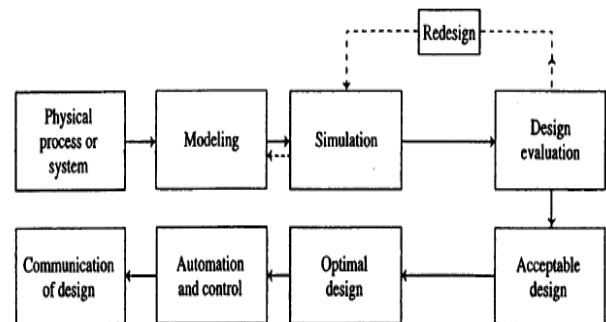 Redesign
Physical
process or
system
Modeling
Simulation
Design
evaluation
Communication
of design
Automation
and control
Optimal
design
Acceptable
design